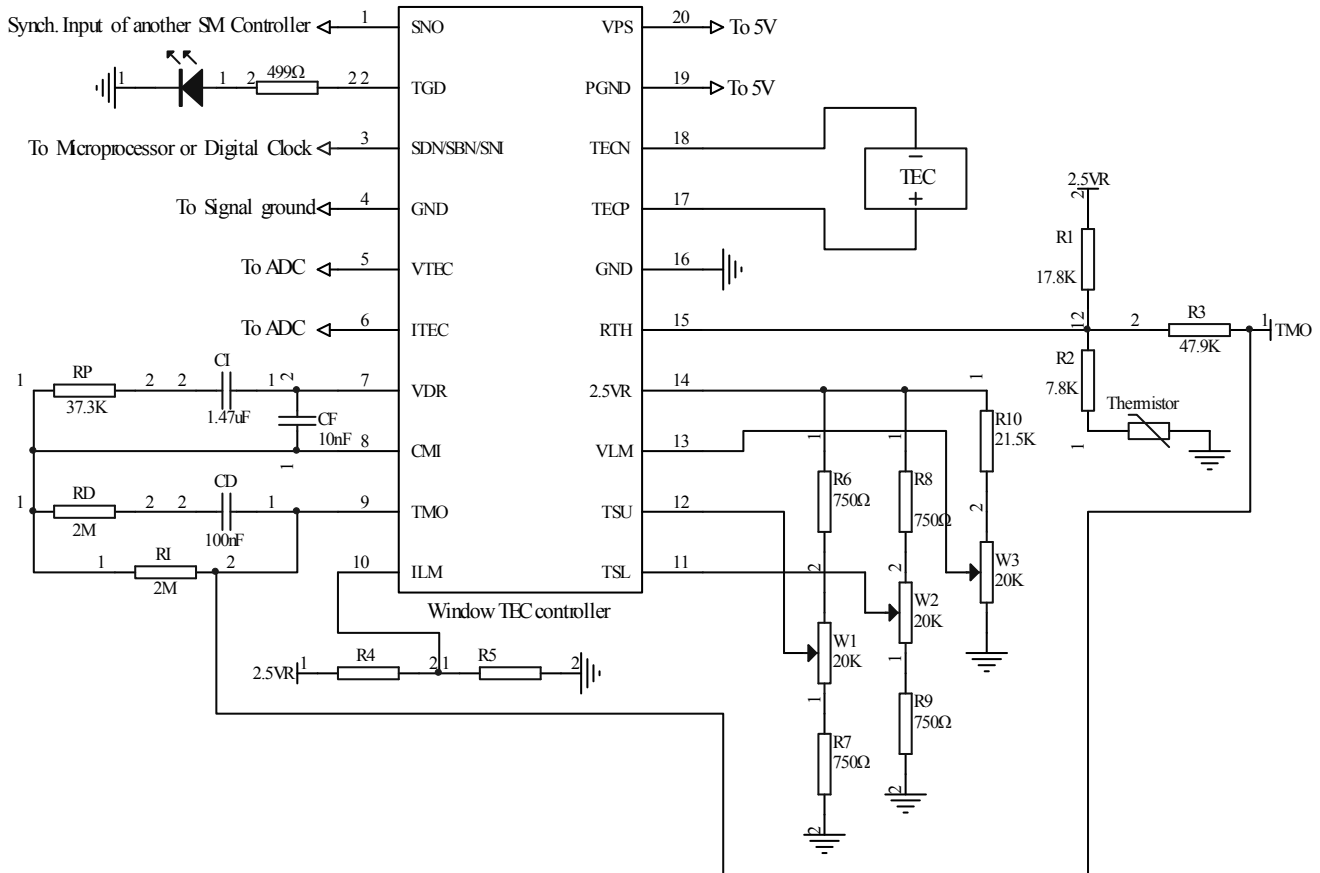 Synch. Input of another SM Controller 1 SNO VPS 20 To 5V
1 1 2 499Ω 2 2 TGD PGND 19 To 5V
To Microprocessor or Digital Clock 3 SDN/SBN/SNI TECN 18
TEC
− +
To Signal ground 4 GND TECP 17
2.5VR
2
R1
17.8K
To ADC 5 VTEC GND 16
To ADC 6 ITEC RTH 15
12
2 R3 1 TMO
47.9K
R2
7.8K
1
Thermistor
1 RP 2 2 CI 1 2 7 VDR 2.5VR 14 1
37.3K 1.47uF
CF
10nF
R10
21.5K
8 CMI VLM 13
1
1 1
R6
750Ω
R8
750Ω
2
1 RD 2 2 CD 1 9 TMO TSU 12
2M 100nF
1 RI 2
2M
10 ILM TSL 11
2 2
W3
20K
W2
20K
W1
20K
Window TEC controller
2.5VR 1 R4 2 1 R5 2
1 1
R9
750Ω
R7
750Ω
2
2